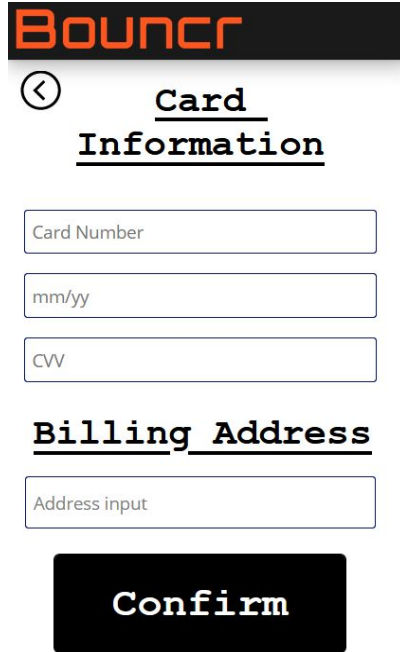 Bouncr
Card
Information
Card Number
mm/yy
CVV
Billing Address
Address input
Confirm